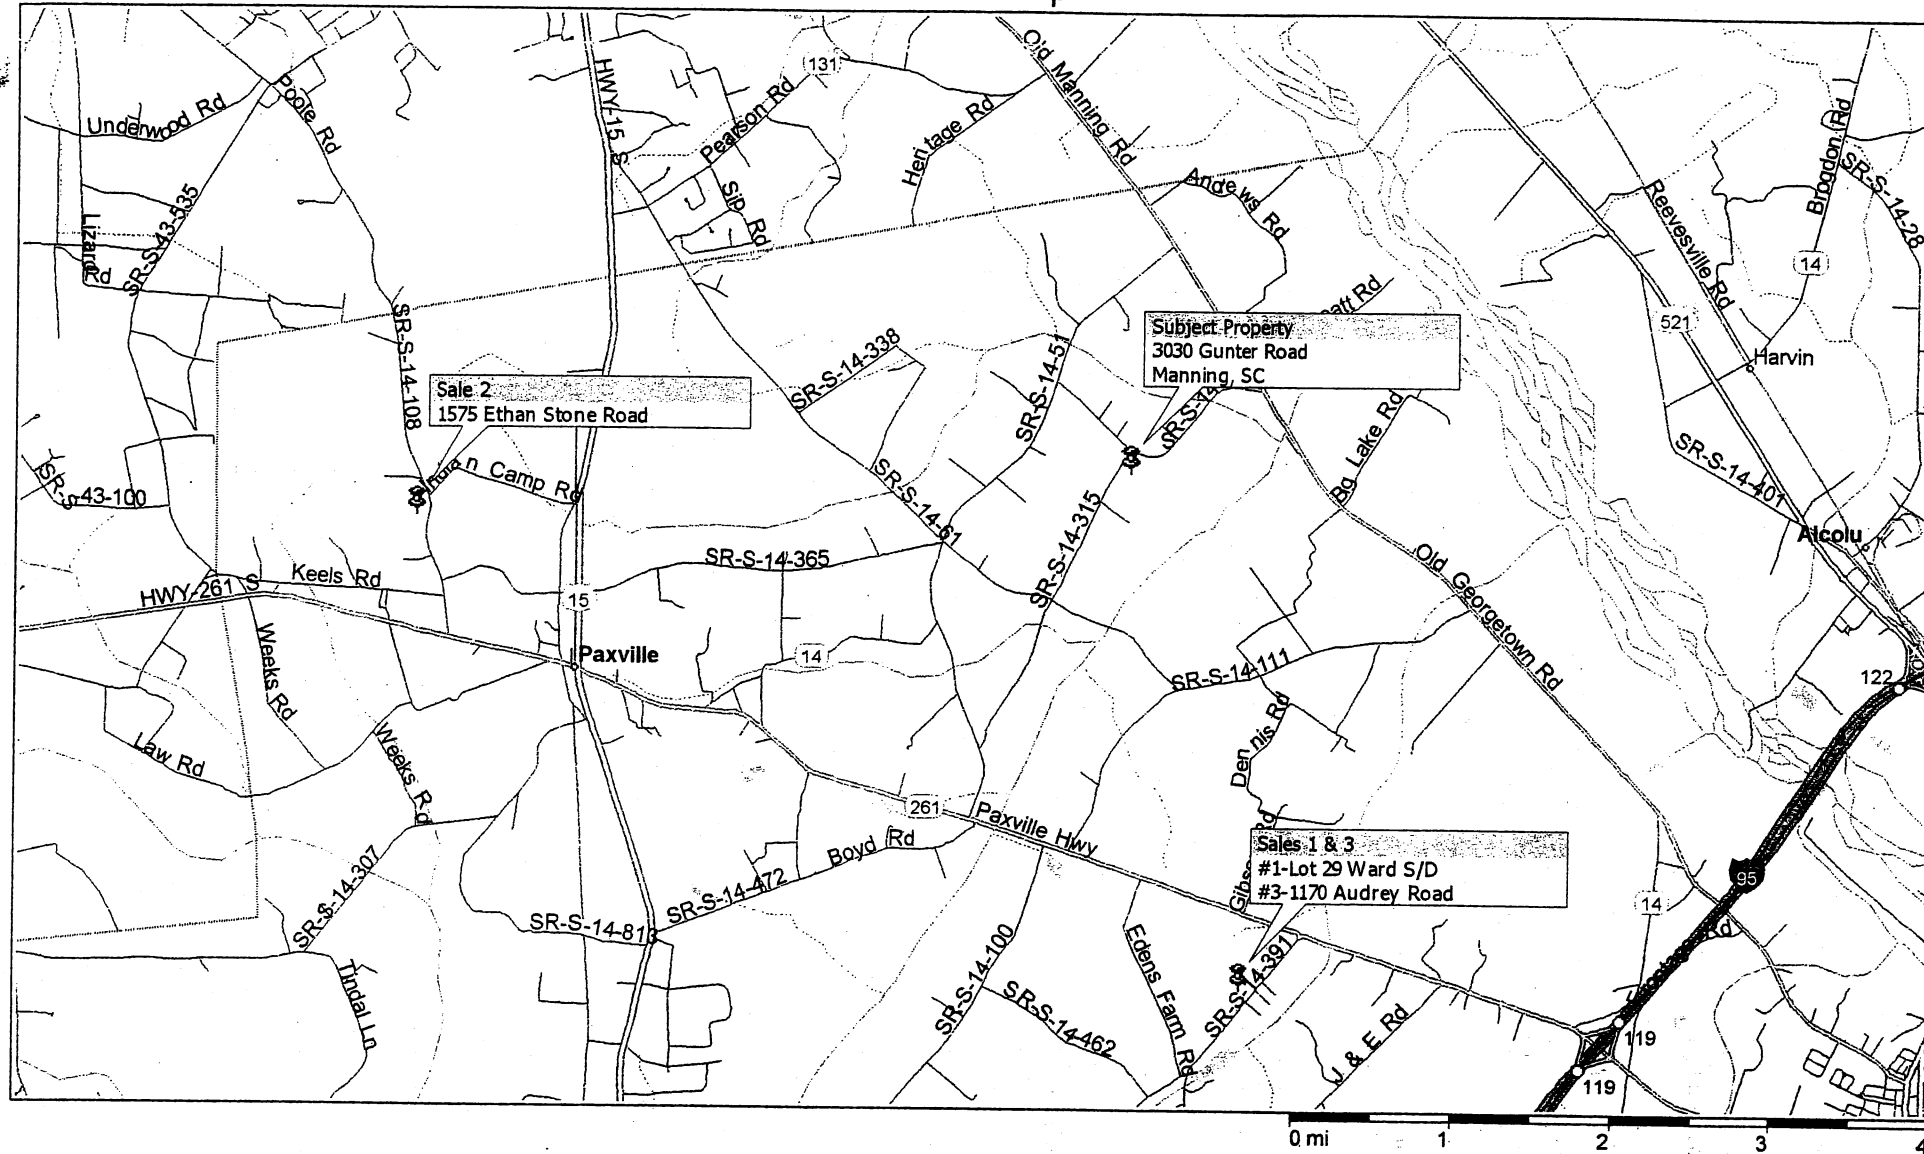 Old Manning Rd
HWY-15 S
131
Poole Rd
Underwood Rd
Pearson Rd
Heritage Rd
Brogdon Rd
SR-S-14-28
Andrews Rd
Sip Rd
SR-S-43-535
Lizard Rd
Reevesville Rd
14
521
Harvin
SR-S-14-108
SR-S-14-338
SR-S-14-51
Subject Property
3030 Gunter Road
Manning, SC
Sale 2
1575 Ethan Stone Road
Camp Rd
SR-S-14
Bg Lake Rd
SR-S-14-401
SR-S-43-100
SR-S-14-61
SR-S-14-315
Alcolu
SR-S-14-365
Old Georgetown Rd
Keels Rd
HWY-261 S
15
Paxville
14
Weeks Rd
SR-S-14-111
122
Dennis Rd
Law Rd
Weeks Rd
261
Paxville Hwy
Boyd Rd
Sales 1 & 3
#1-Lot 29 Ward S/D
#3-1170 Audrey Road
95
14
SR-S-14-307
SR-S-14-472
SR-S-14-813
Rd
Tindal Ln
SR-S-14-100
SR-S-14-462
Edens Farm Rd
SR-S-14-391
J & E Rd
119
119
0 mi
1
2
3
4